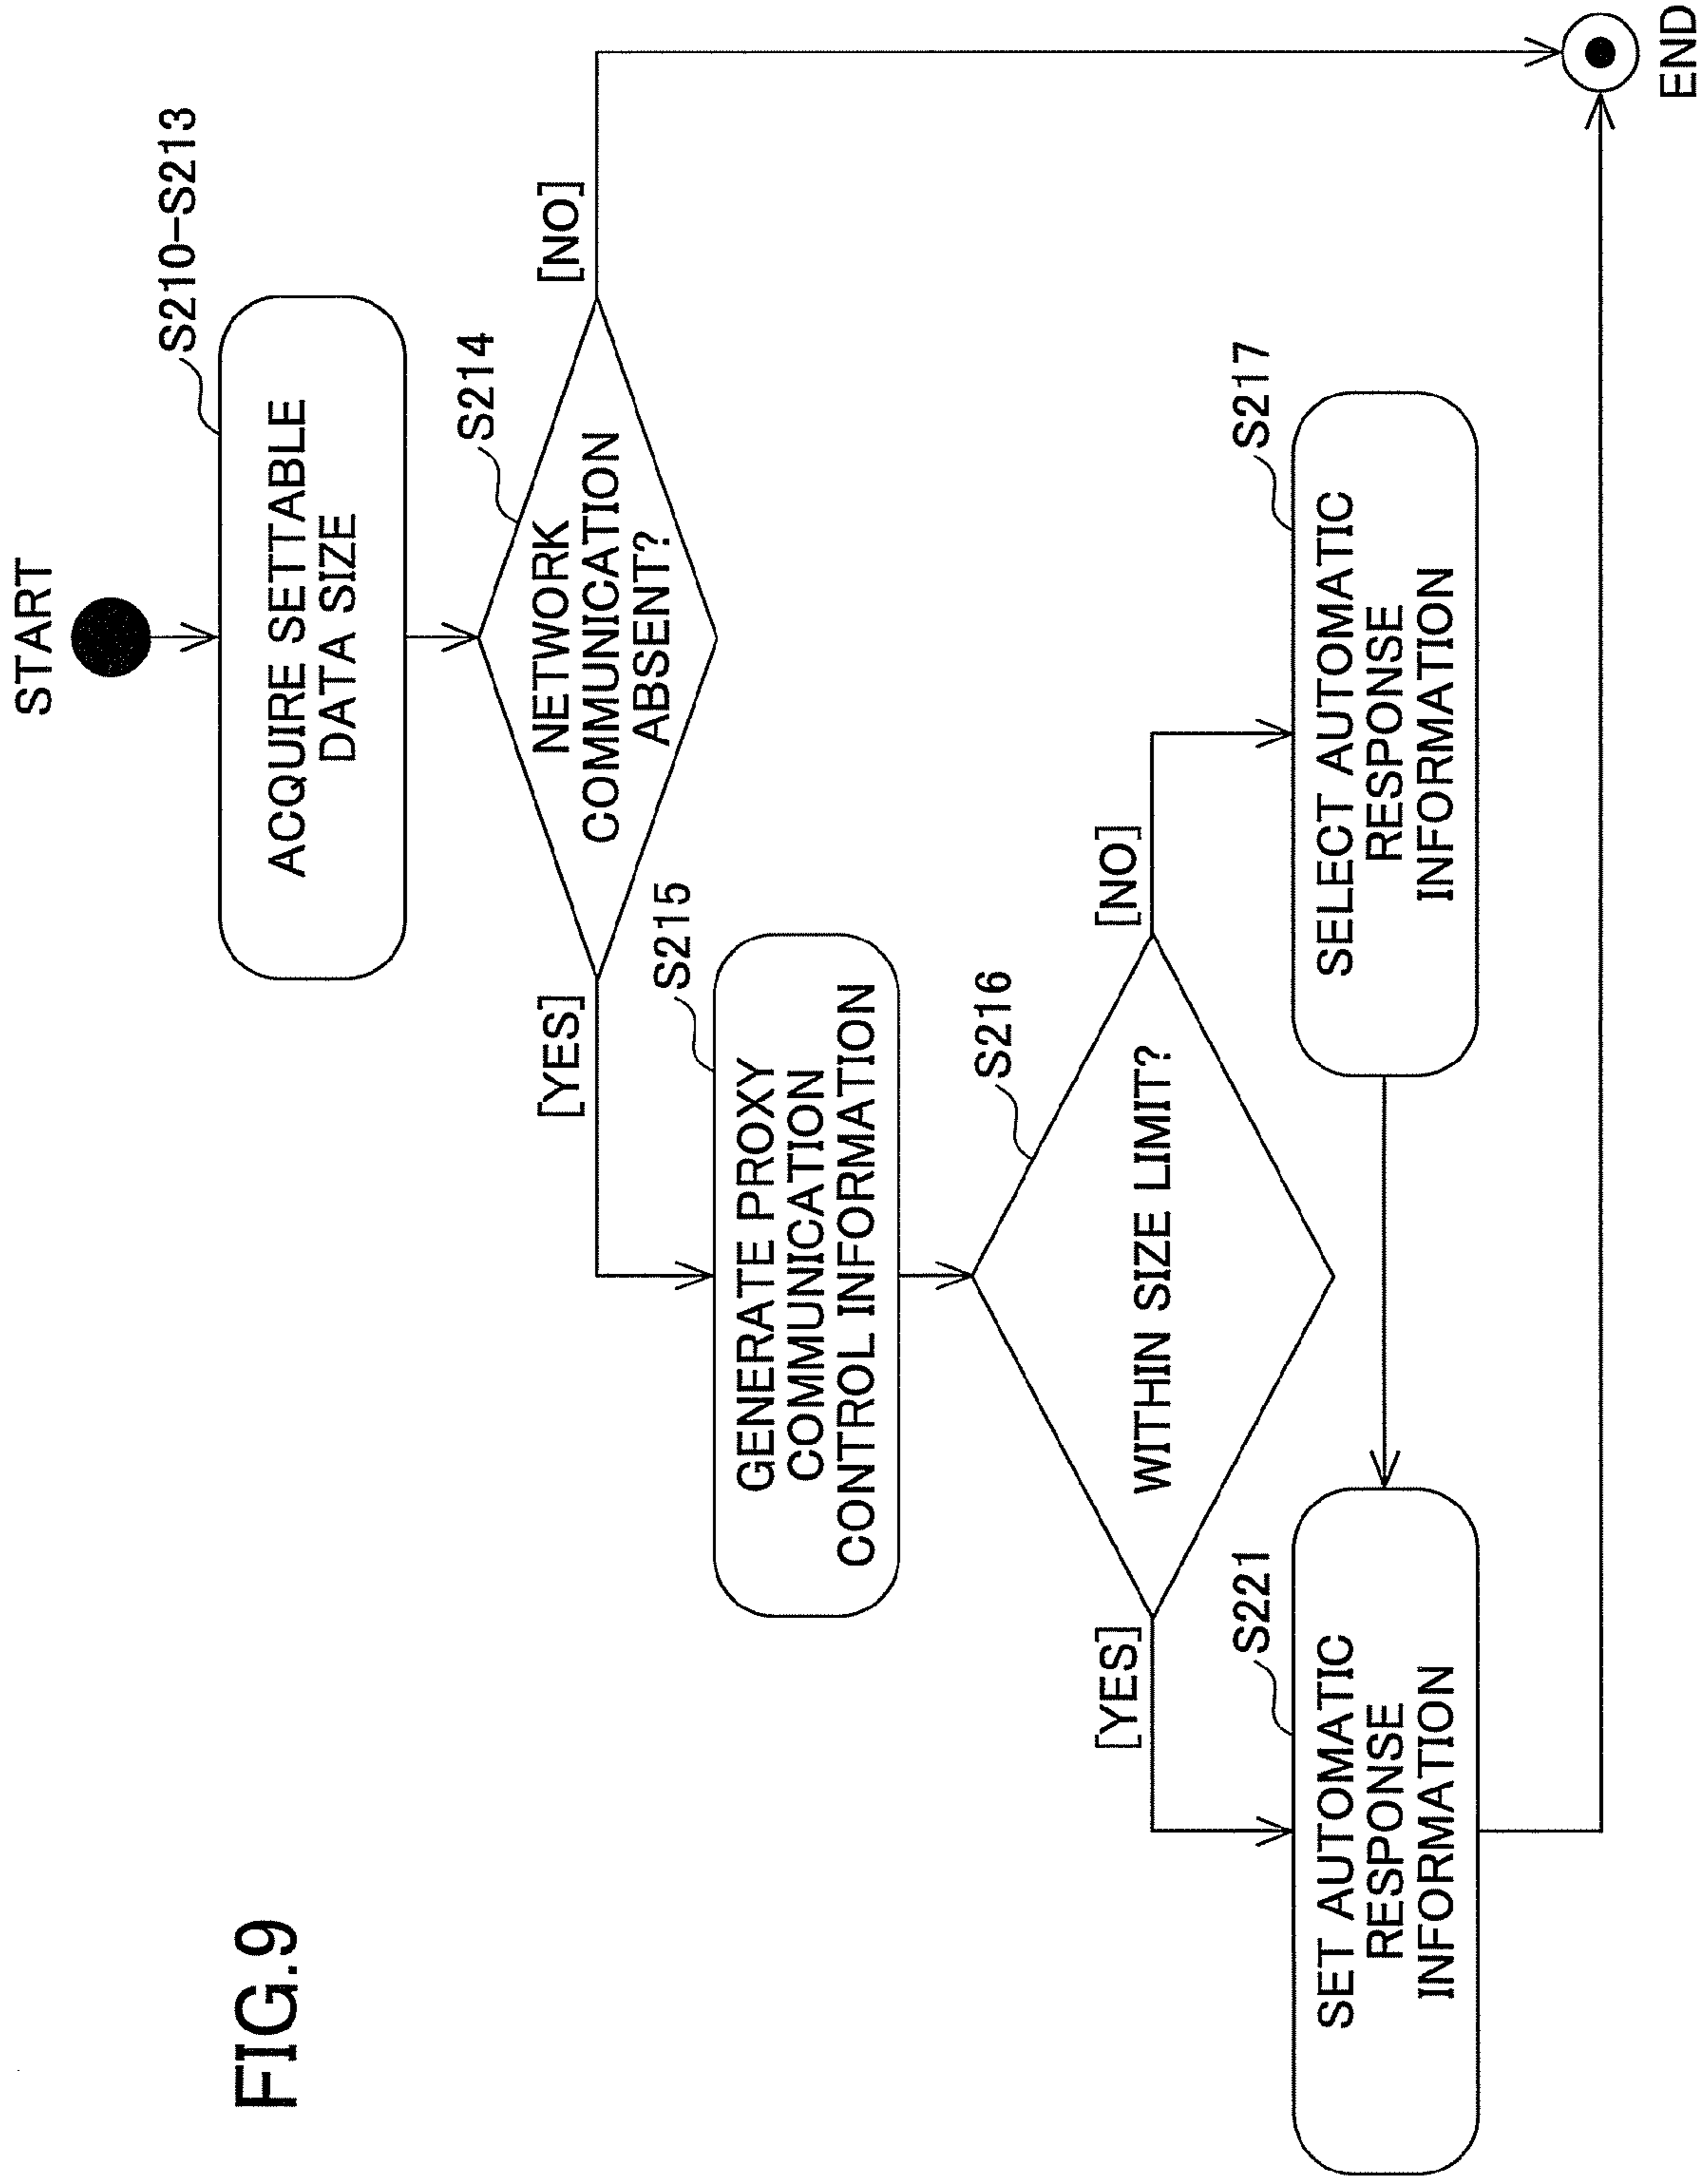 FIG.9
START
S210-S213
ACQUIRE SETTABLE
DATA SIZE
S214
NETWORK
COMMUNICATION
ABSENT?
[YES]
[NO]
S215
GENERATE PROXY
COMMUNICATION
CONTROL INFORMATION
S216
WITHIN SIZE LIMIT?
[YES]
[NO]
S221
SET AUTOMATIC
RESPONSE
INFORMATION
S217
SELECT AUTOMATIC
RESPONSE
INFORMATION
END